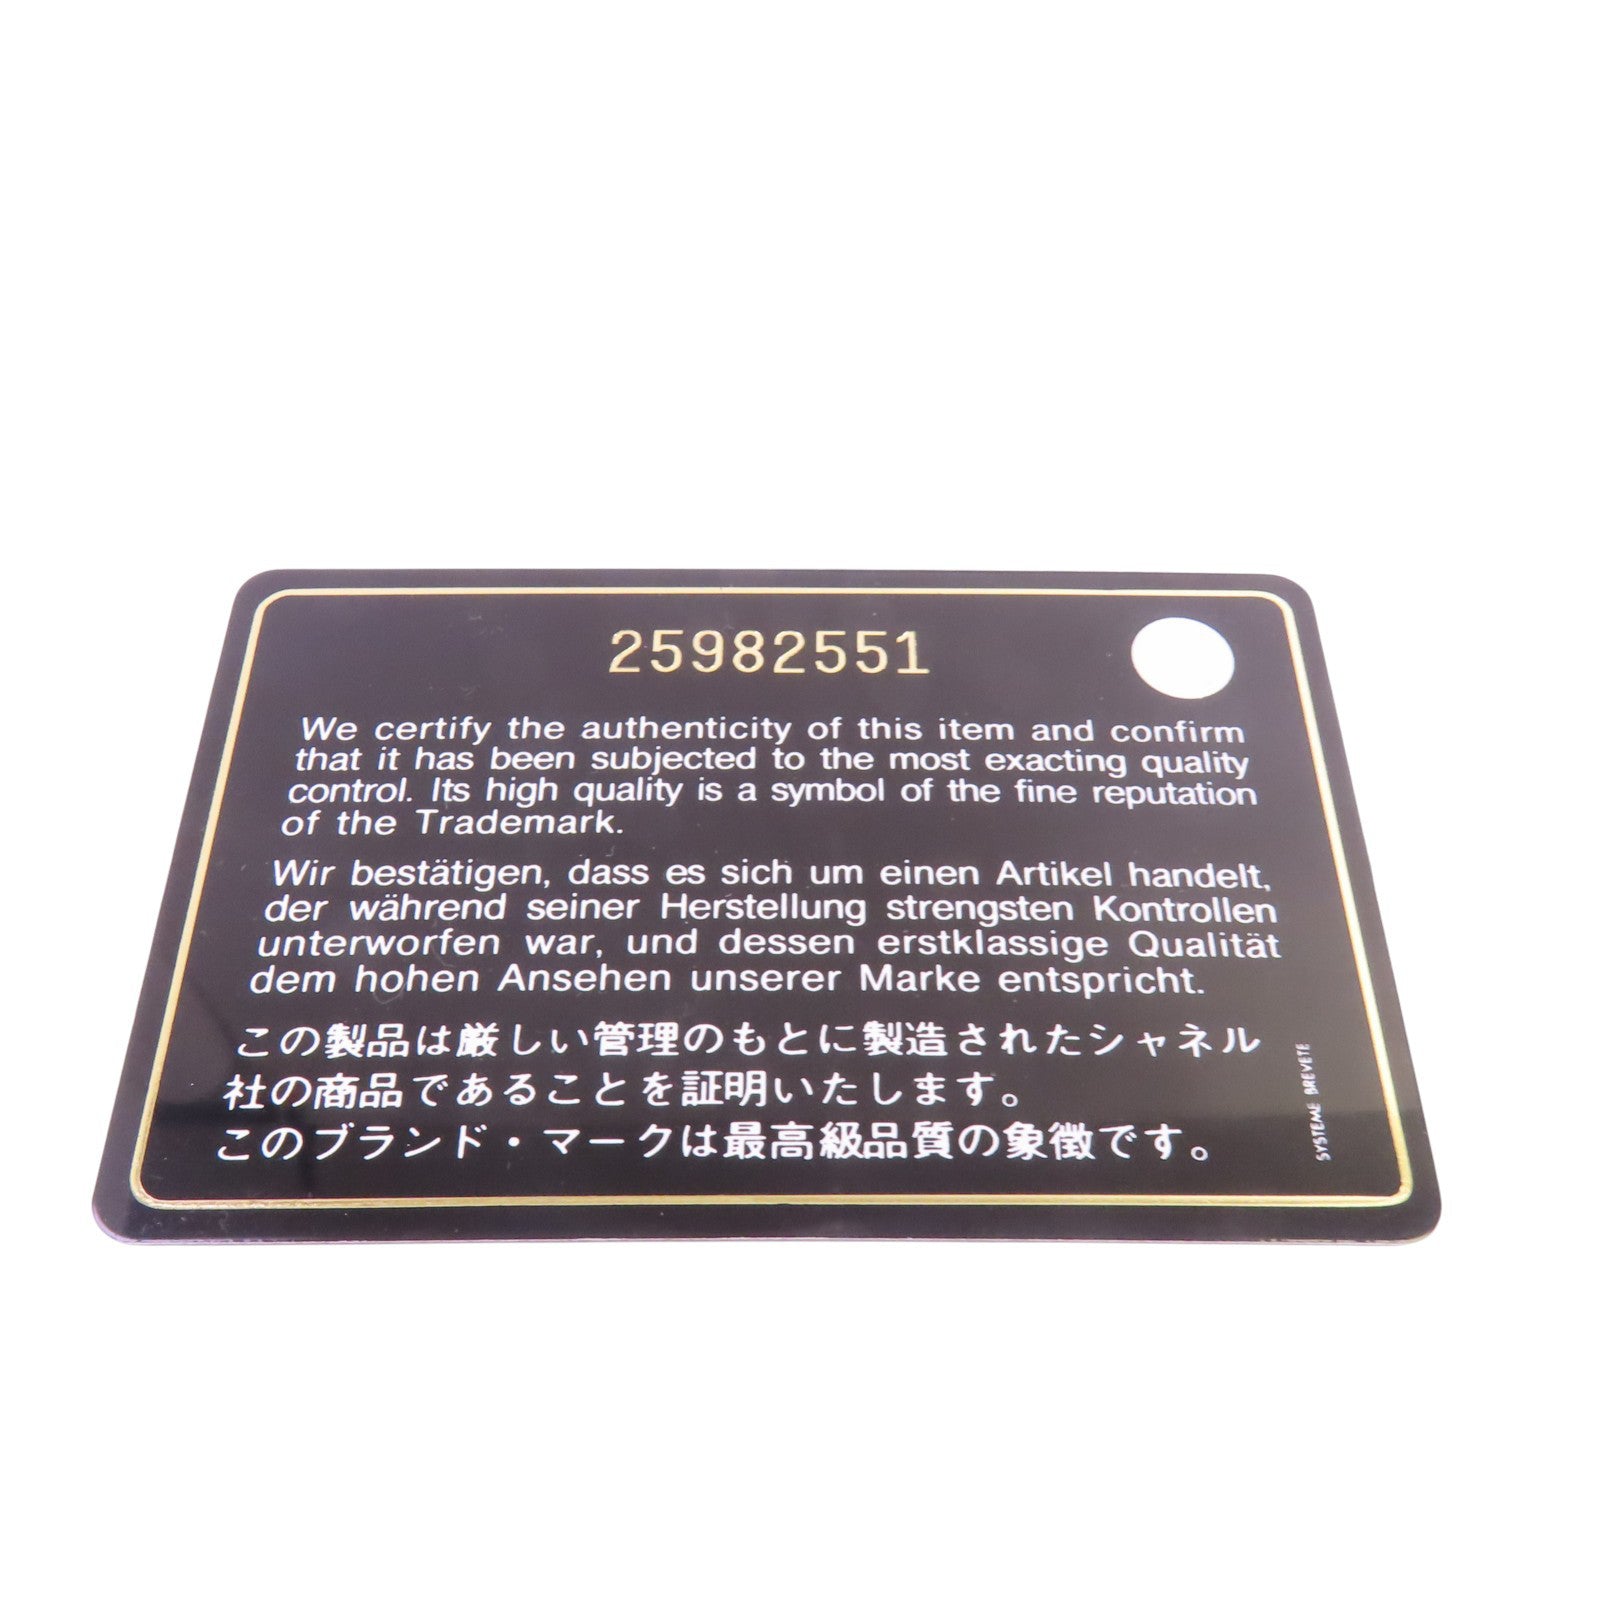 25982551
We certify the authenticity of this item and confirm
that it has been subjected to the most exacting quality
control. Its high quality is a symbol of the fine reputation
of the Trademark.
Wir bestätigen, dass es sich um einen Artikel handelt,
der während seiner Herstellung strengsten Kontrollen
unterworfen war, und dessen erstklassige Qualität
dem hohen Ansehen unserer Marke entspricht.
この製品は厳しい管理のもとに製造されたシャネル
社の商品であることを証明いたします。
このブランド・マークは最高級品質の象徴です。
SYSTEME BREVETE